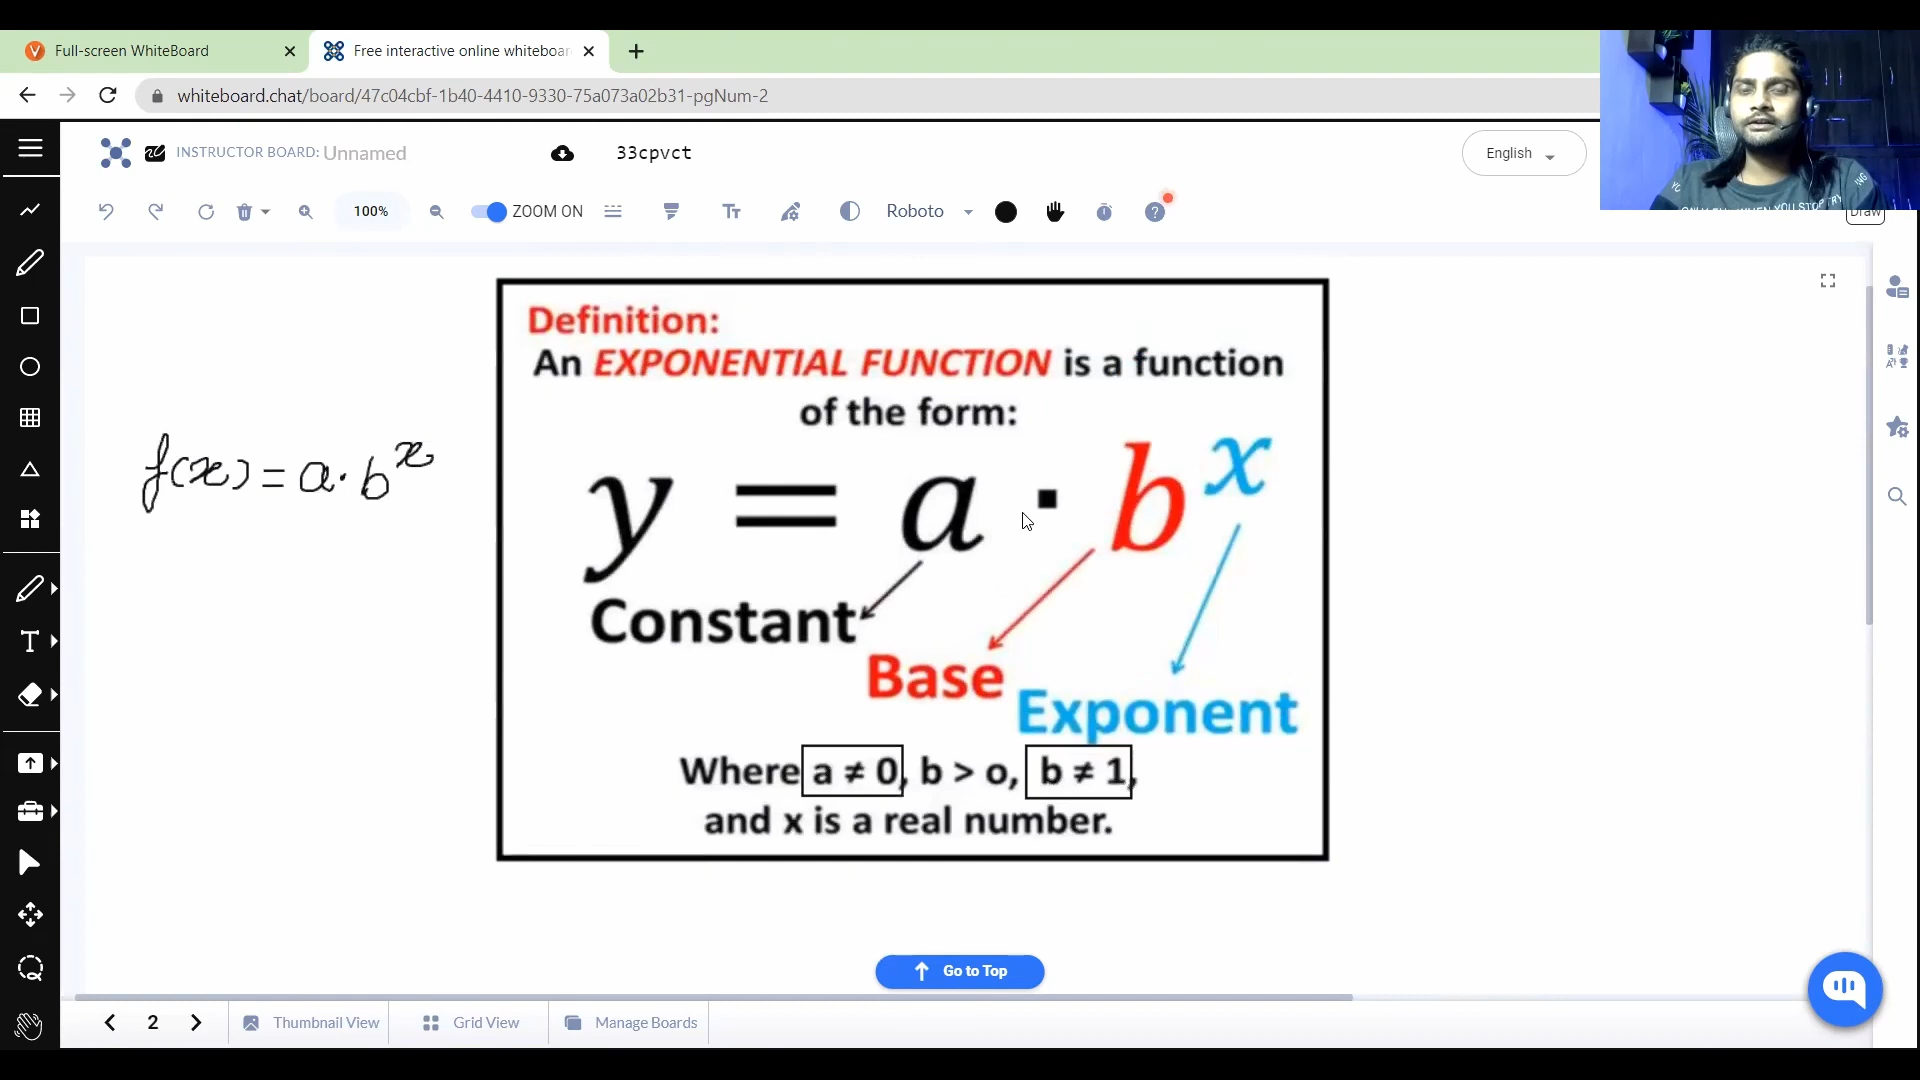 Full-screen WhiteBoard
Free interactive online whiteboar
whiteboard.chat/board/47c04cbf-1b40-4410-9330-75a073a02b31-pgNum-2
INSTRUCTOR BOARD: Unnamed
33cpvct
English
100%
ZOOM ON
Roboto
Draw
Definition:
An EXPONENTIAL FUNCTION is a function
of the form:
f(x) = a · b^x
y = a · b^x
Constant
Base
Exponent
Where a ≠ 0, b > o, b ≠ 1,
and x is a real number.
Go to Top
2
Thumbnail View
Grid View
Manage Boards